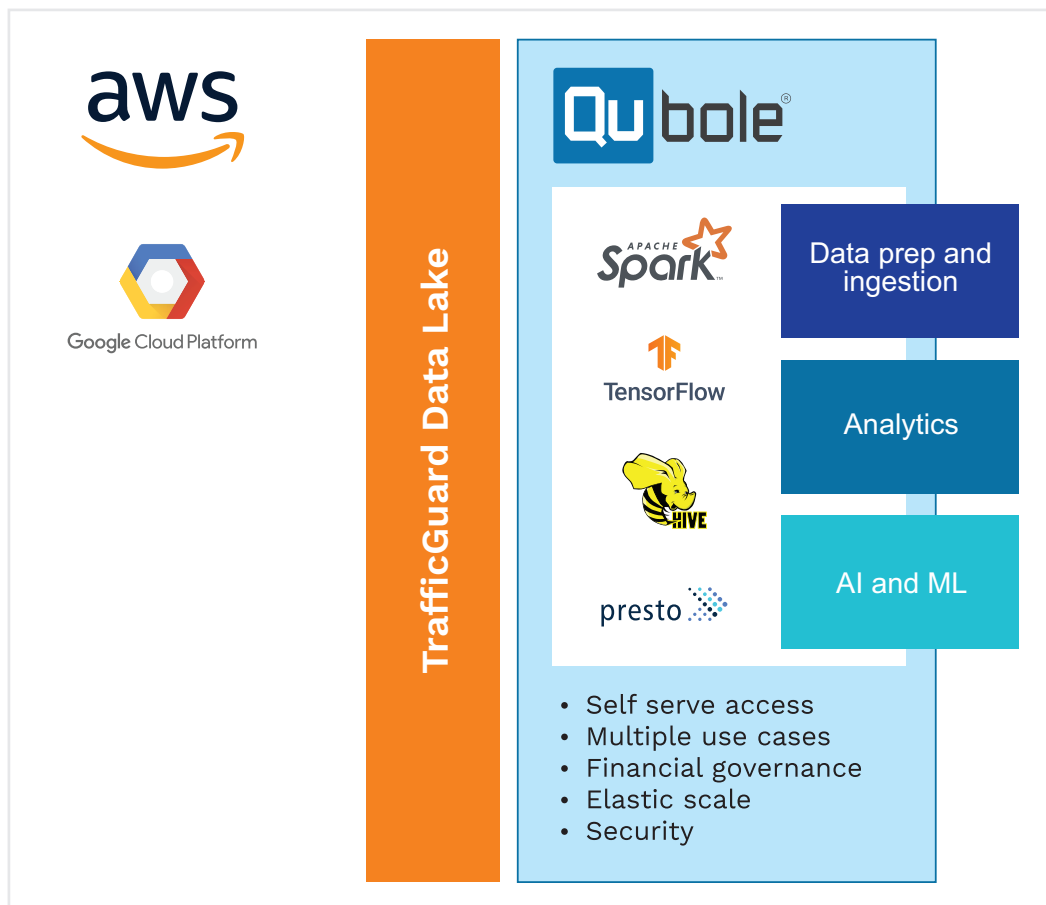 aws
Google Cloud Platform
TrafficGuard Data Lake
Qubole®
APACHE
Spark™
TensorFlow
HIVE
presto
Data prep and
ingestion
Analytics
AI and ML
• Self serve access
• Multiple use cases
• Financial governance
• Elastic scale
• Security